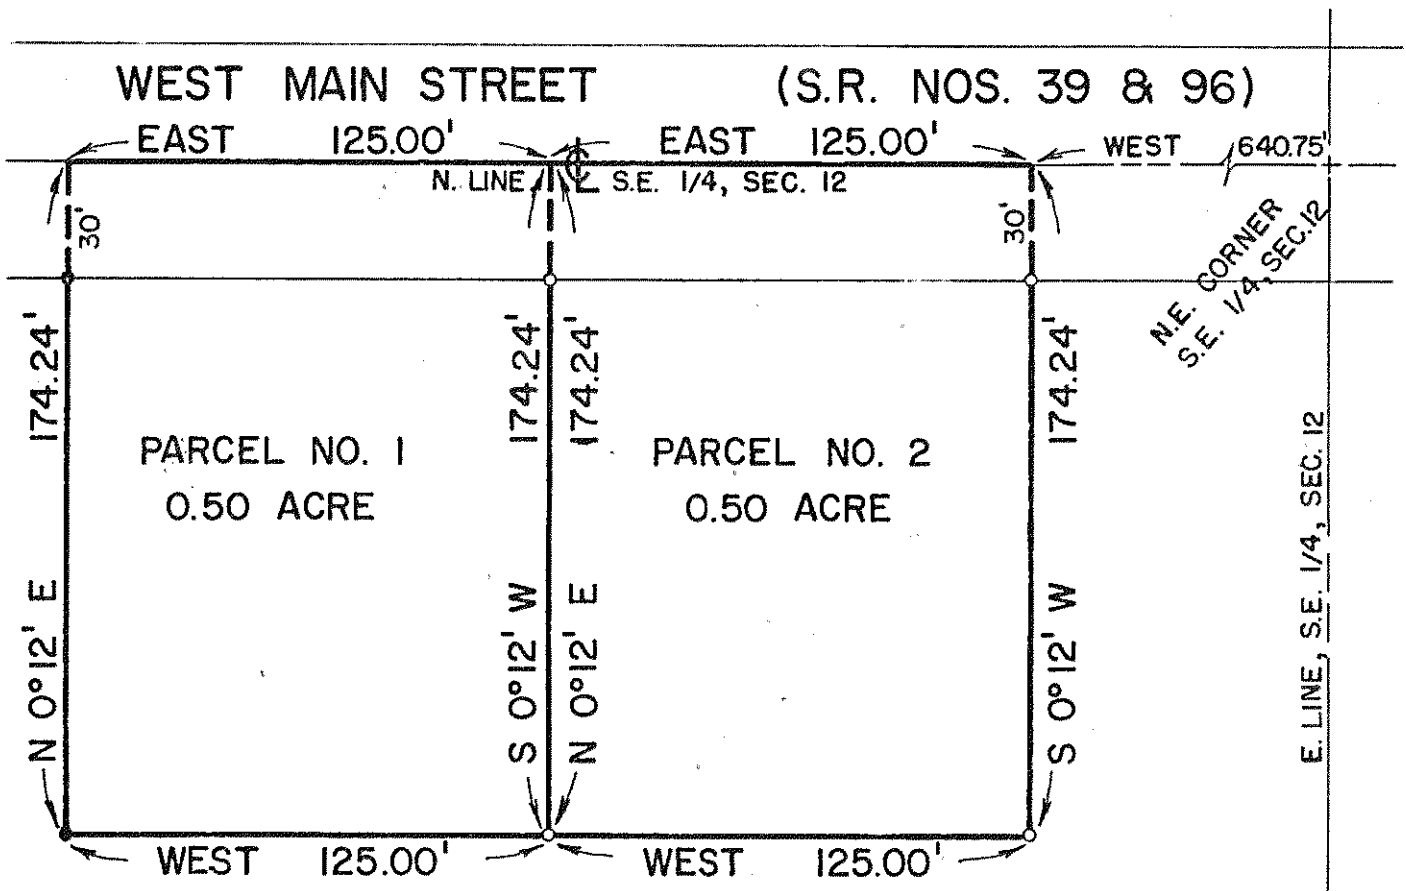 WEST MAIN STREET (S.R. NOS. 39 & 96)
EAST 125.00' EAST 125.00' WEST 640.75'
N. LINE ℄ S.E. 1/4, SEC. 12
30' 30'
N.E. CORNER
S.E. 1/4, SEC. 12
174.24' 174.24' 174.24' 174.24'
PARCEL NO. 1
0.50 ACRE
PARCEL NO. 2
0.50 ACRE
E. LINE, S.E. 1/4, SEC. 12
N 0°12' E S 0°12' W N 0°12' E S 0°12' W
WEST 125.00' WEST 125.00'